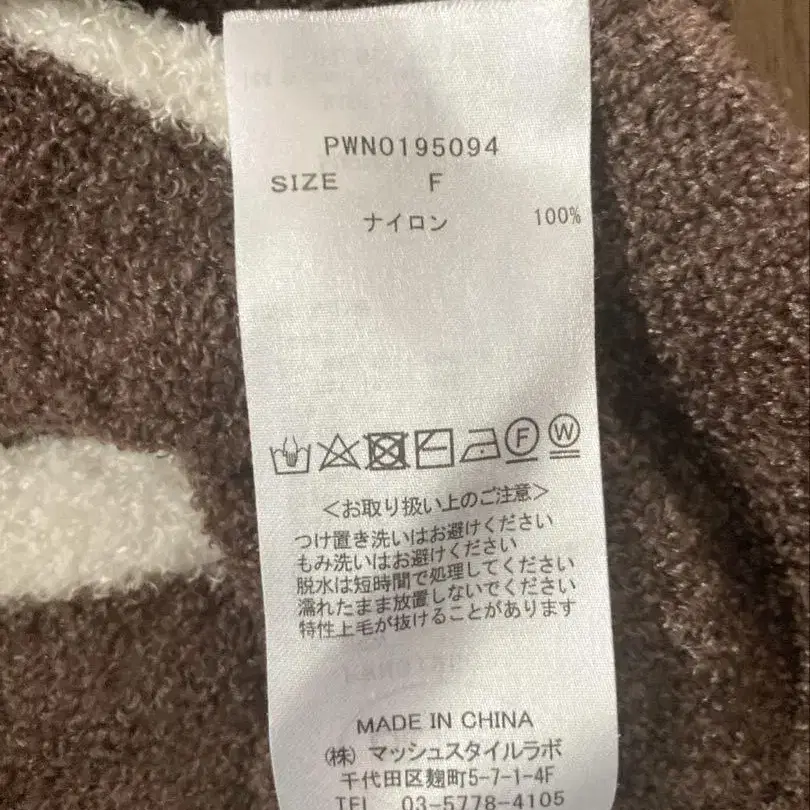 PWN0195094
SIZE F
ナイロン 100%
F W
<お取り扱い上のご注意>
つけ置き洗いはお避けください
もみ洗いはお避けください
脱水は短時間で処理してください
濡れたまま放置しないでください
特性上毛が抜けることがあります
MADE IN CHINA
(株) マッシュスタイルラボ
千代田区麹町5-7-1-4F
TEL 03-5778-4105